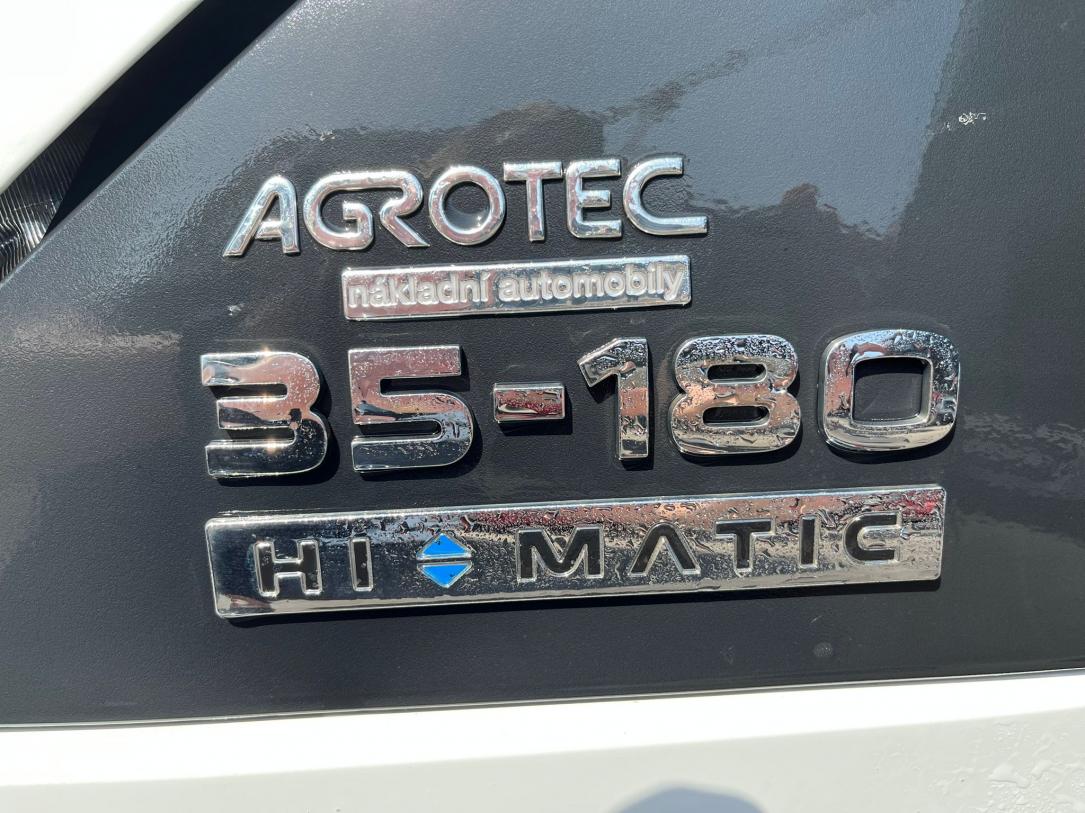 AGROTEC
nákladní automobily
35-180
HI MATIC